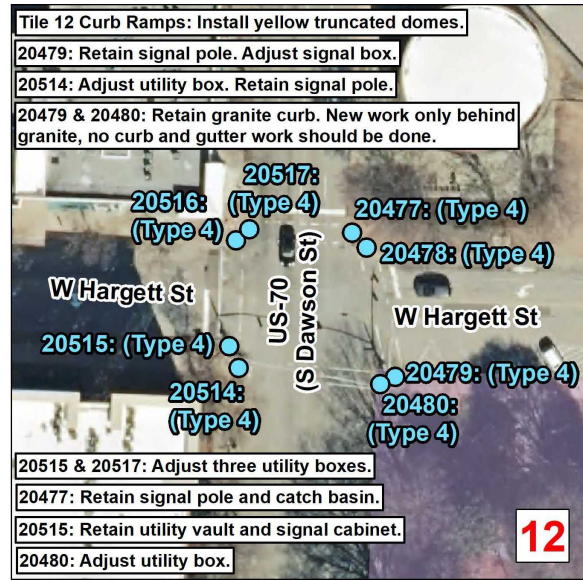 Tile 12 Curb Ramps: Install yellow truncated domes.
20479: Retain signal pole. Adjust signal box.
20514: Adjust utility box. Retain signal pole.
20479 & 20480: Retain granite curb. New work only behind
granite, no curb and gutter work should be done.
20517:
(Type 4)
20516:
(Type 4)
20477: (Type 4)
20478: (Type 4)
W Hargett St
US-70
(S Dawson St)
W Hargett St
20515: (Type 4)
20514:
(Type 4)
20479: (Type 4)
20480:
(Type 4)
20515 & 20517: Adjust three utility boxes.
20477: Retain signal pole and catch basin.
20515: Retain utility vault and signal cabinet.
20480: Adjust utility box.
12